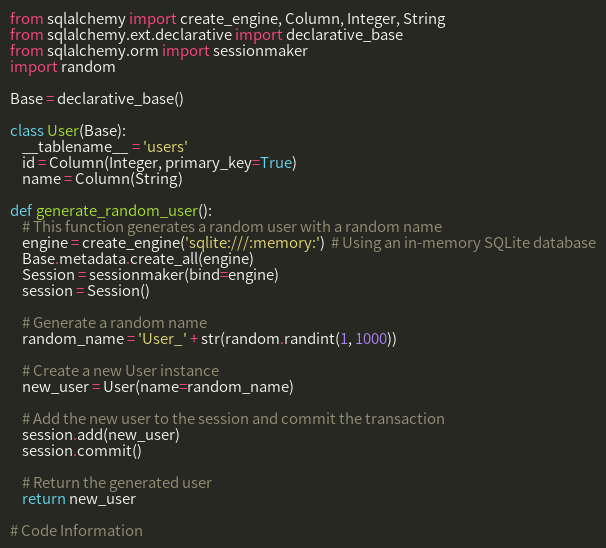 from sqlalchemy import create_engine, Column, Integer, String
from sqlalchemy.ext.declarative import declarative_base
from sqlalchemy.orm import sessionmaker
import random

Base = declarative_base()

class User(Base):
    __tablename__ = 'users'
    id = Column(Integer, primary_key=True)
    name = Column(String)

def generate_random_user():
    # This function generates a random user with a random name
    engine = create_engine('sqlite:///:memory:')  # Using an in-memory SQLite database
    Base.metadata.create_all(engine)
    Session = sessionmaker(bind=engine)
    session = Session()

    # Generate a random name
    random_name = 'User_' + str(random.randint(1, 1000))

    # Create a new User instance
    new_user = User(name=random_name)

    # Add the new user to the session and commit the transaction
    session.add(new_user)
    session.commit()

    # Return the generated user
    return new_user

# Code Information